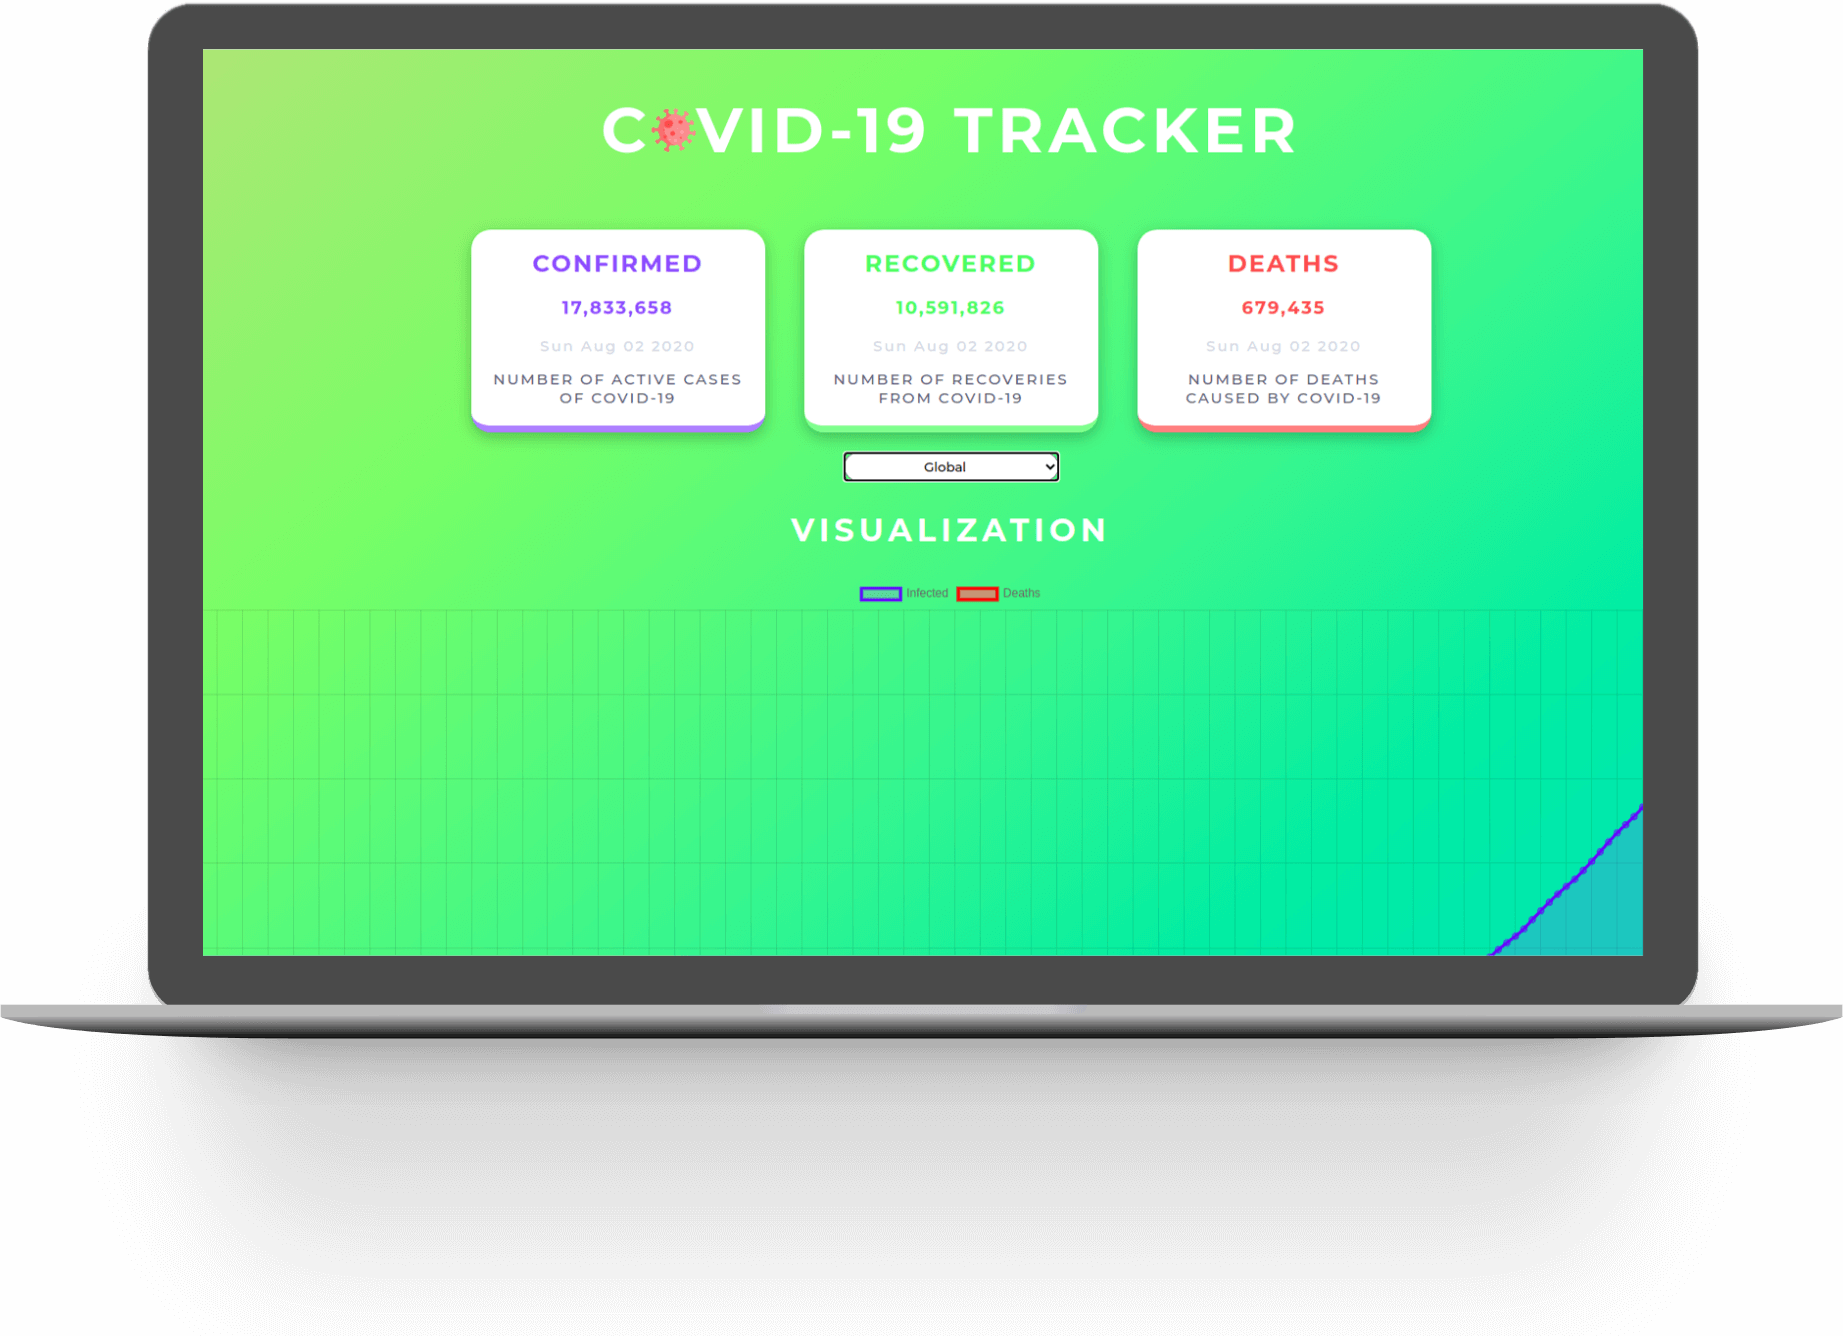 COVID-19 TRACKER
CONFIRMED
17,833,658
Sun Aug 02 2020
NUMBER OF ACTIVE CASES
OF COVID-19
RECOVERED
10,591,826
Sun Aug 02 2020
NUMBER OF RECOVERIES
FROM COVID-19
DEATHS
679,435
Sun Aug 02 2020
NUMBER OF DEATHS
CAUSED BY COVID-19
Global
VISUALIZATION
Infected Deaths